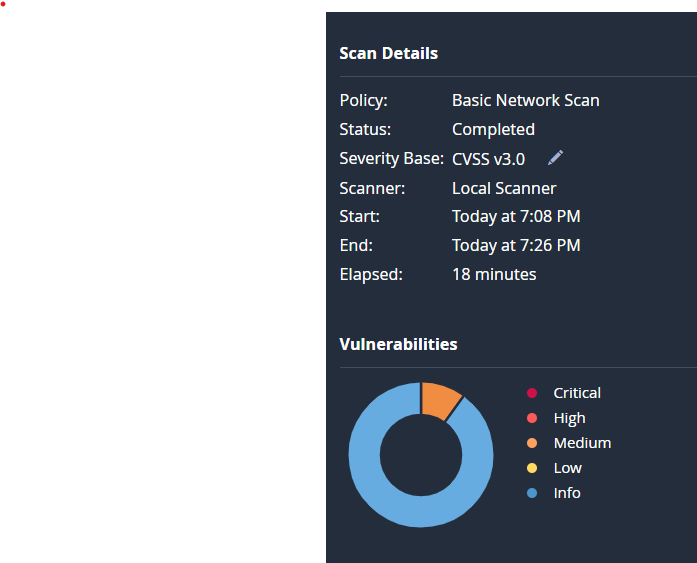 Scan Details
Policy: Basic Network Scan
Status: Completed
Severity Base: CVSS v3.0
Scanner: Local Scanner
Start: Today at 7:08 PM
End: Today at 7:26 PM
Elapsed: 18 minutes
Vulnerabilities
Critical
High
Medium
Low
Info